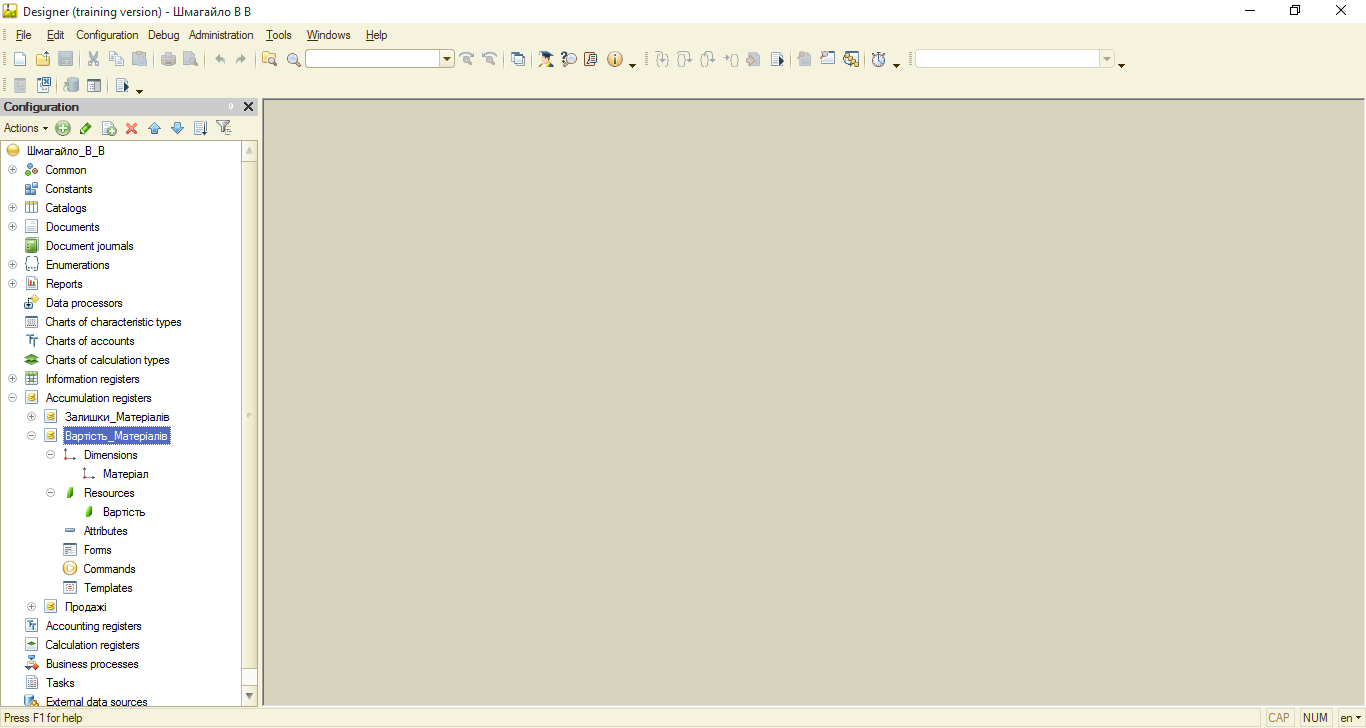 Designer (training version) - Шмагайло В В
File Edit Configuration Debug Administration Tools Windows Help
Configuration
Actions
Шмагайло_В_В
Common
Constants
Catalogs
Documents
Document journals
Enumerations
Reports
Data processors
Charts of characteristic types
Charts of accounts
Charts of calculation types
Information registers
Accumulation registers
Залишки_Матеріалів
Вартість_Матеріалів
Dimensions
Матеріал
Resources
Вартість
Attributes
Forms
Commands
Templates
Продажі
Accounting registers
Calculation registers
Business processes
Tasks
External data sources
Press F1 for help CAP NUM en